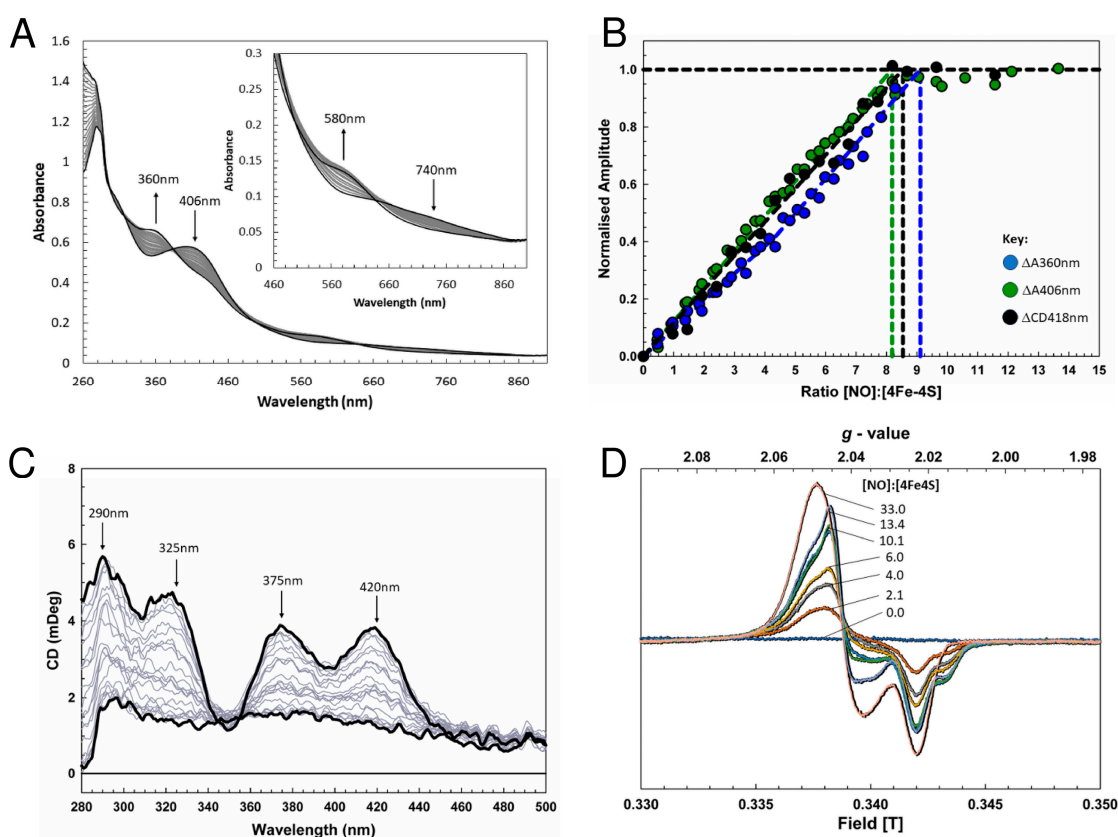 A
1.6
1.4
1.2
1
0.8
0.6
0.4
0.2
0
260
360
460
560
660
760
860
Absorbance
Wavelength (nm)
360nm
406nm
0.3
0.25
0.2
0.15
0.1
0.05
0
460
560
660
760
860
Absorbance
Wavelength (nm)
580nm
740nm
B
1.0
0.8
0.6
0.4
0.2
0.0
0 1 2 3 4 5 6 7 8 9 10 11 12 13 14 15
Normalised Amplitude
Ratio [NO]:[4Fe-4S]
Key:
ΔA360nm
ΔA406nm
ΔCD418nm
C
8
6
4
2
0
280 300 320 340 360 380 400 420 440 460 480 500
CD (mDeg)
Wavelength (nm)
290nm
325nm
375nm
420nm
D
g - value
2.08 2.06 2.04 2.02 2.00 1.98
[NO]:[4Fe4S]
33.0
13.4
10.1
6.0
4.0
2.1
0.0
0.330 0.335 0.340 0.345 0.350
Field [T]